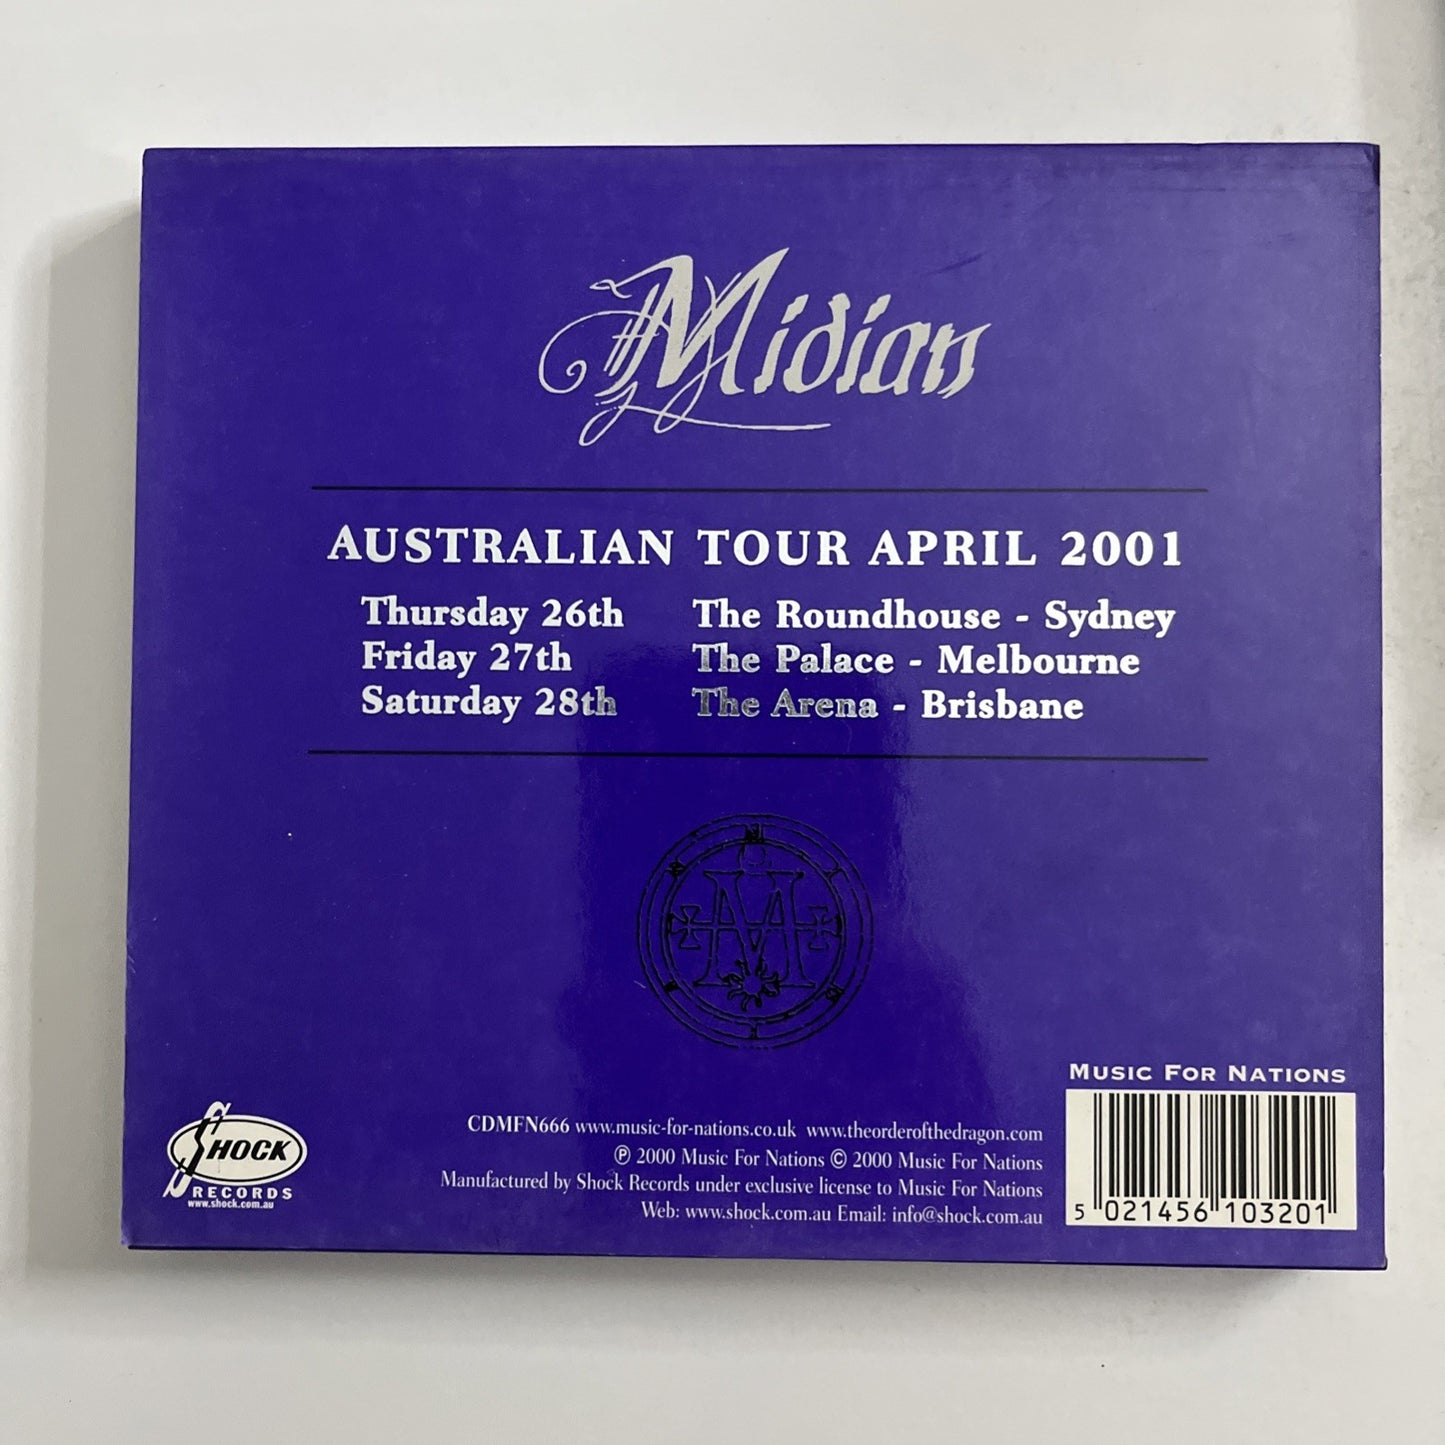 Midian
AUSTRALIAN TOUR APRIL 2001
Thursday 26th The Roundhouse - Sydney
Friday 27th The Palace - Melbourne
Saturday 28th The Arena - Brisbane
MUSIC FOR NATIONS
SHOCK
RECORDS
www.shock.com.au
CDMFN666 www.music-for-nations.co.uk www.theorderofthedragon.com
℗ 2000 Music For Nations © 2000 Music For Nations
Manufactured by Shock Records under exclusive license to Music For Nations
Web: www.shock.com.au Email: info@shock.com.au
5 021456 103201